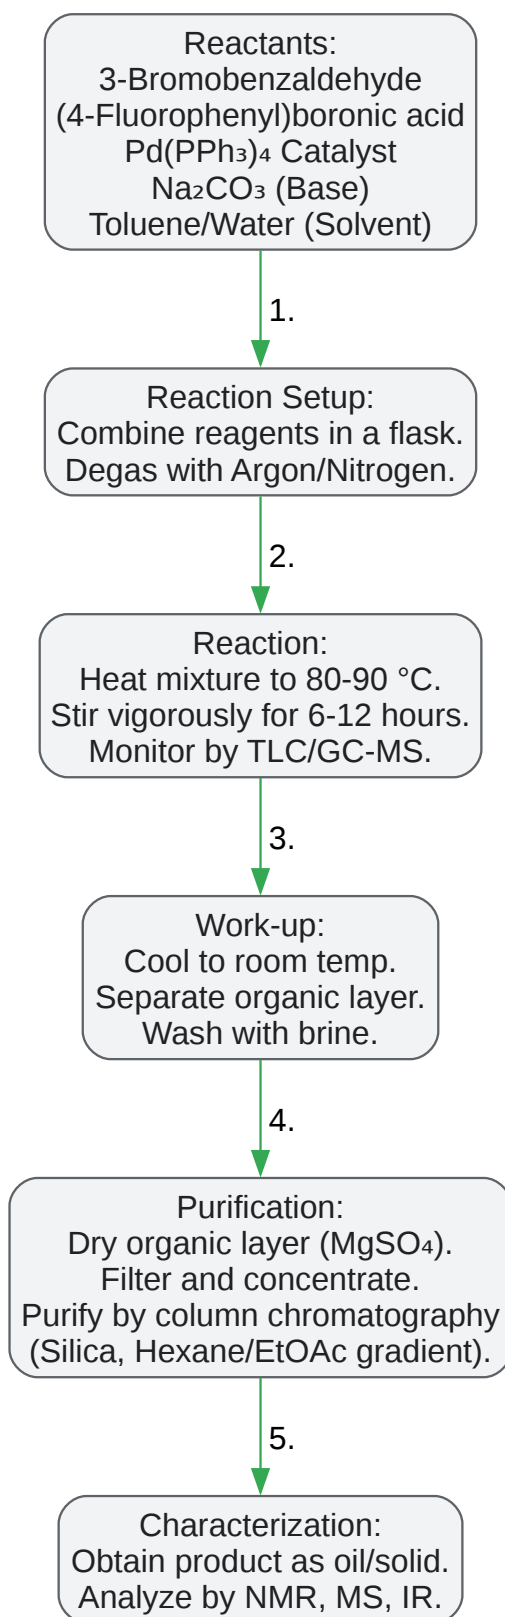 Reactants:
3-Bromobenzaldehyde
(4-Fluorophenyl)boronic acid
Pd(PPh₃)₄ Catalyst
Na₂CO₃ (Base)
Toluene/Water (Solvent)
1.
Reaction Setup:
Combine reagents in a flask.
Degas with Argon/Nitrogen.
2.
Reaction:
Heat mixture to 80-90 °C.
Stir vigorously for 6-12 hours.
Monitor by TLC/GC-MS.
3.
Work-up:
Cool to room temp.
Separate organic layer.
Wash with brine.
4.
Purification:
Dry organic layer (MgSO₄).
Filter and concentrate.
Purify by column chromatography
(Silica, Hexane/EtOAc gradient).
5.
Characterization:
Obtain product as oil/solid.
Analyze by NMR, MS, IR.